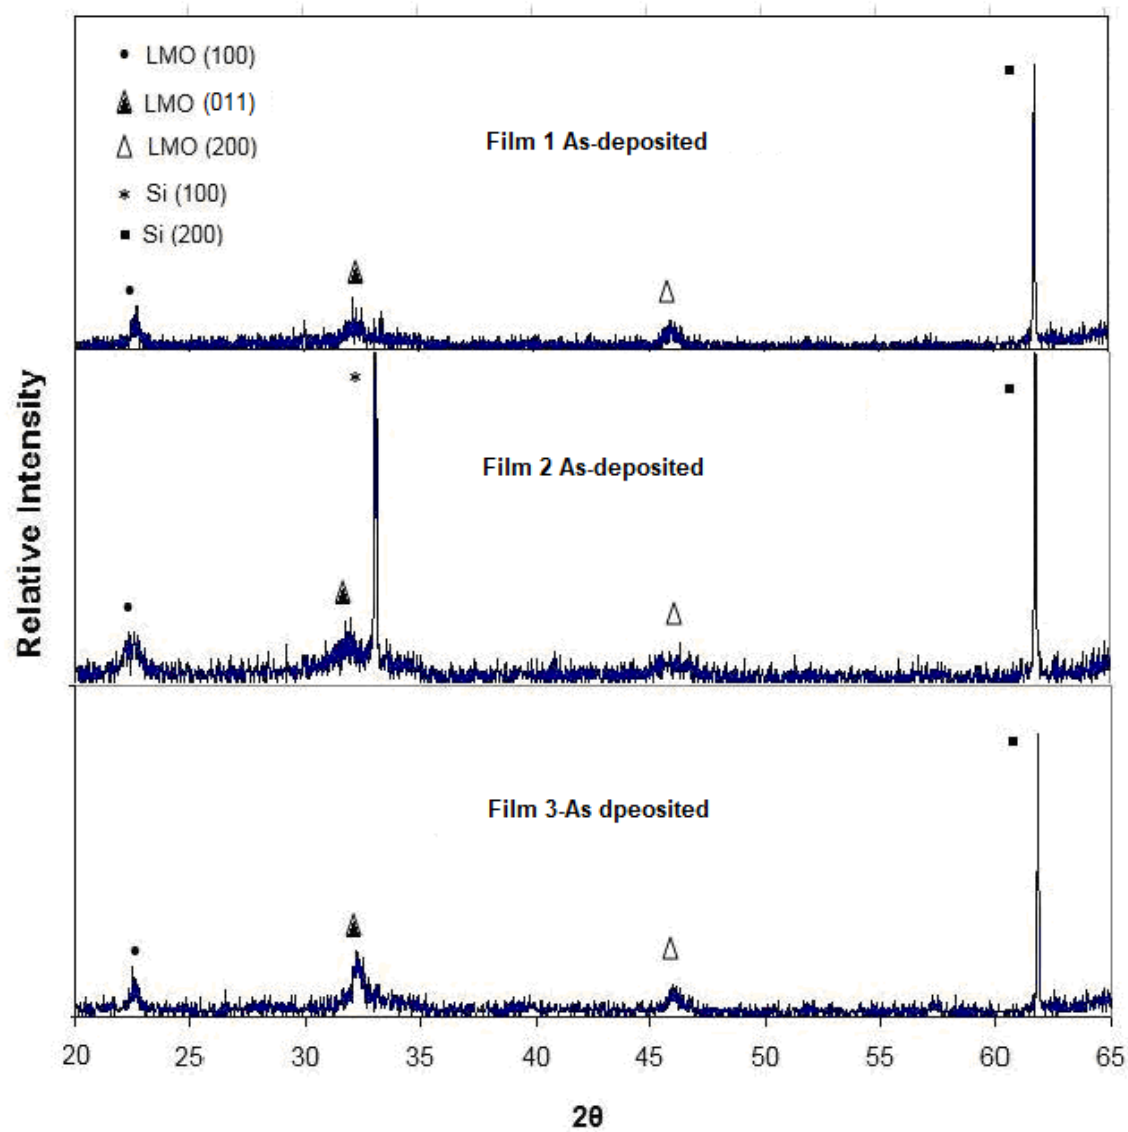 • LMO (100)
▲ LMO (011)
△ LMO (200)
* Si (100)
■ Si (200)
Film 1 As-deposited
Film 2 As-deposited
Film 3-As dpeosited
Relative Intensity
20 25 30 35 40 45 50 55 60 65
2θ